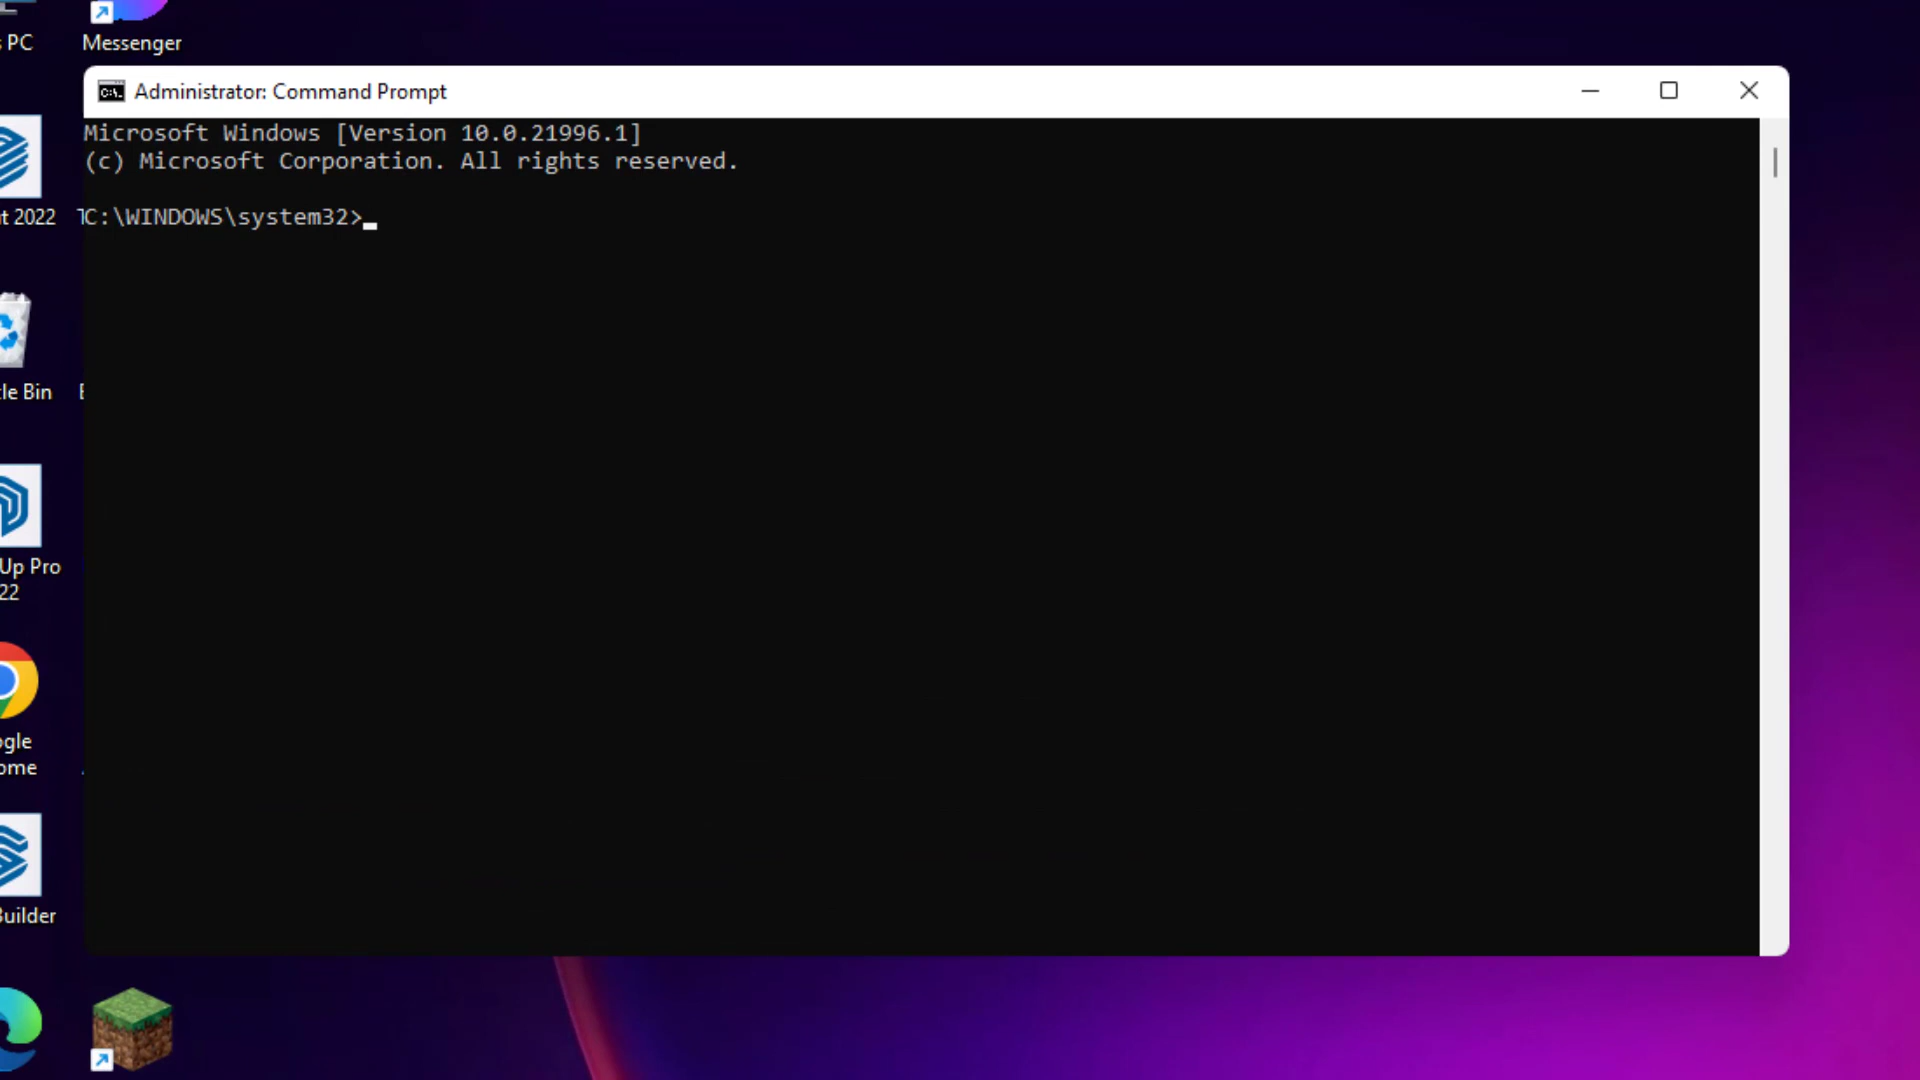 PC
Messenger
Administrator: Command Prompt
Microsoft Windows [Version 10.0.21996.1]
(c) Microsoft Corporation. All rights reserved.
C:\WINDOWS\system32>
t 2022
le Bin
Up Pro
22
gle
ome
Builder